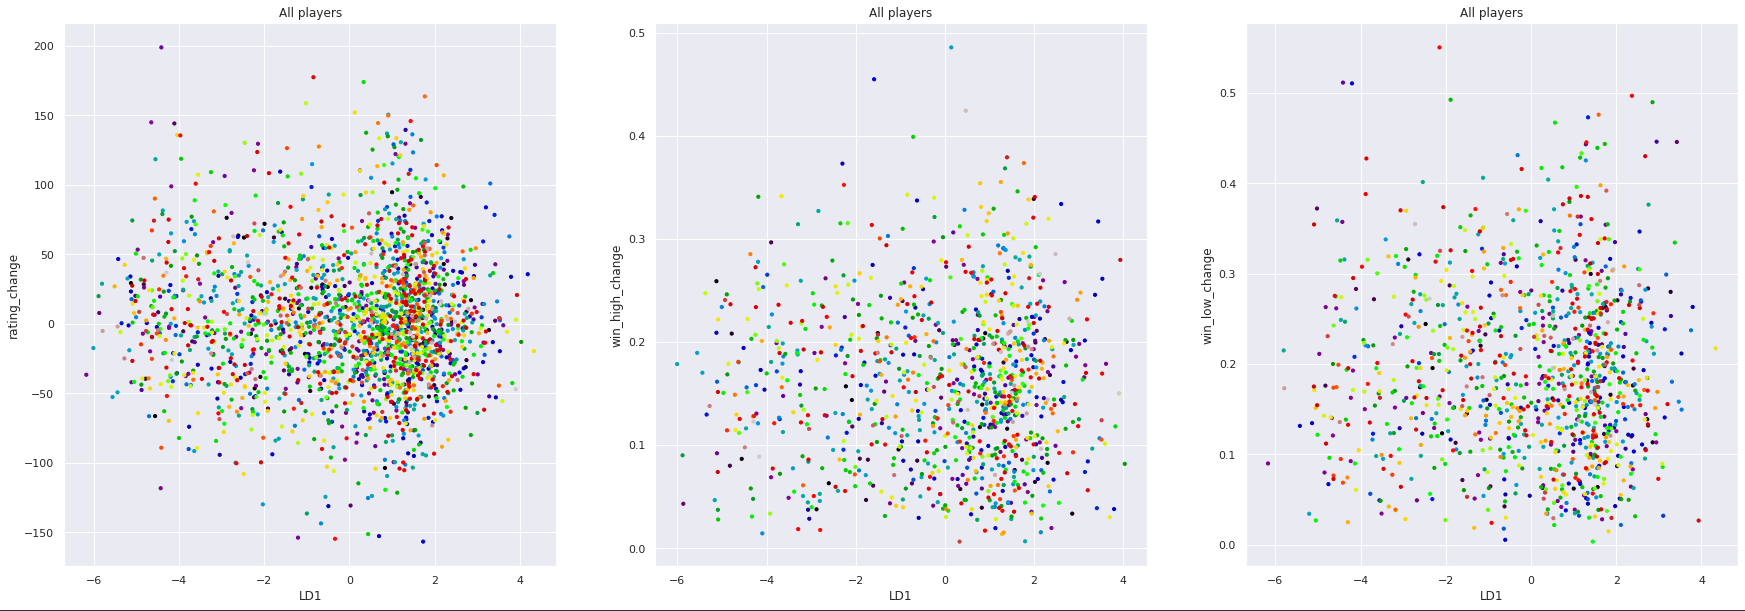 All players
200
150
100
50
0
−50
−100
−150
rating_change
−6 −4 −2 0 2 4
LD1
All players
0.5
0.4
0.3
0.2
0.1
0.0
win_high_change
−6 −4 −2 0 2 4
LD1
All players
0.5
0.4
0.3
0.2
0.1
0.0
win_low_change
−6 −4 −2 0 2 4
LD1